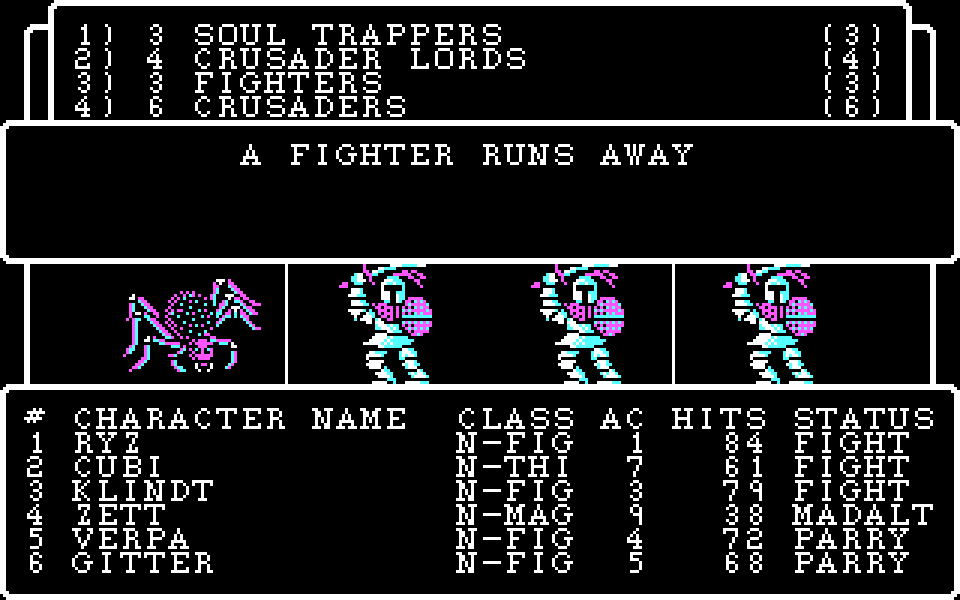 1) 3 SOUL TRAPPERS (3)
2) 4 CRUSADER LORDS (4)
3) 3 FIGHTERS (3)
4) 6 CRUSADERS (6)
A FIGHTER RUNS AWAY
# CHARACTER NAME CLASS AC HITS STATUS
1 RYZ N-FIG 1 84 FIGHT
2 CUBI N-THI 7 61 FIGHT
3 KLINDT N-FIG 3 79 FIGHT
4 ZETT N-MAG 9 38 MADALT
5 VERPA N-FIG 4 72 PARRY
6 GITTER N-FIG 5 68 PARRY